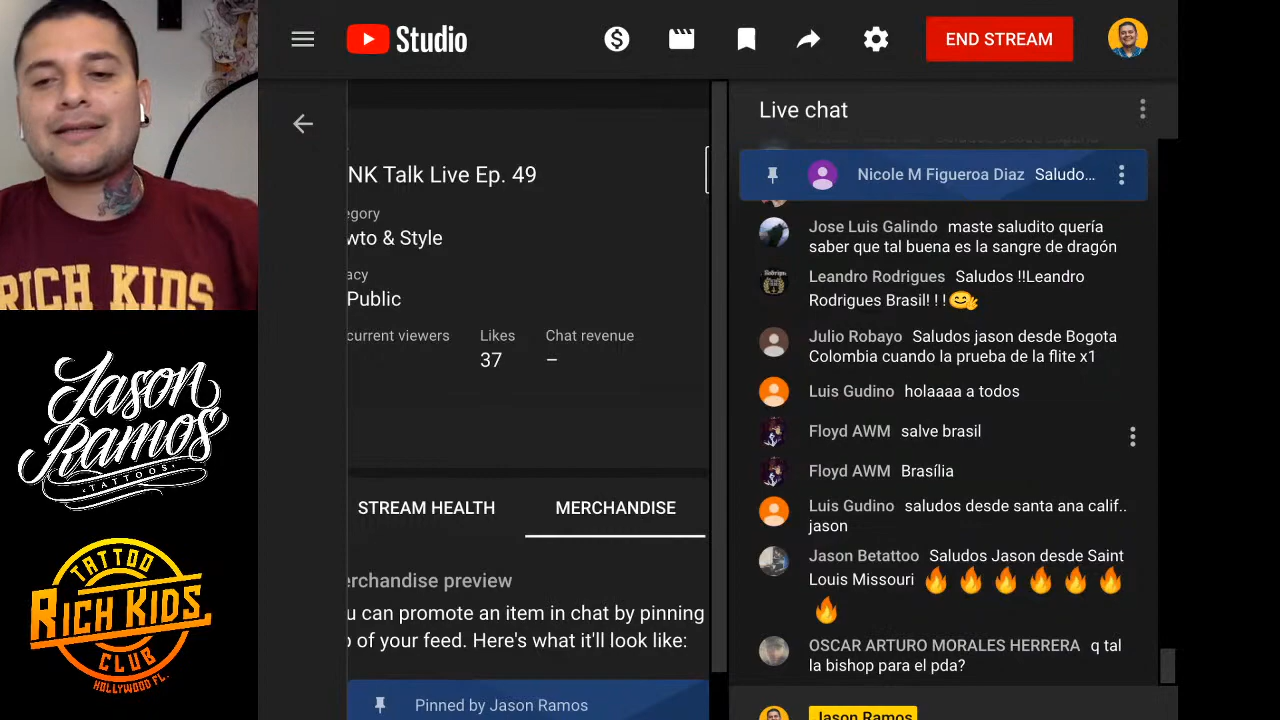 Studio
END STREAM
Live chat
NK Talk Live Ep. 49
Nicole M Figueroa Diaz Saludo...
egory
wto & Style
acy
Public
current viewers Likes Chat revenue
37 –
Jose Luis Galindo maste saludito quería
saber que tal buena es la sangre de dragón
Leandro Rodrigues Saludos !!Leandro
Rodrigues Brasil! ! !
Julio Robayo Saludos jason desde Bogota
Colombia cuando la prueba de la flite x1
Luis Gudino holaaaa a todos
Floyd AWM salve brasil
Floyd AWM Brasília
Luis Gudino saludos desde santa ana calif..
jason
Jason Betattoo Saludos Jason desde Saint
Louis Missouri
OSCAR ARTURO MORALES HERRERA q tal
la bishop para el pda?
Jason Ramos
STREAM HEALTH MERCHANDISE
erchandise preview
u can promote an item in chat by pinning
of your feed. Here's what it'll look like:
Pinned by Jason Ramos
RICH KIDS
Jason
Ramos
TATTOOS
TATTOO
RICH KIDS
CLUB
HOLLYWOOD FL.